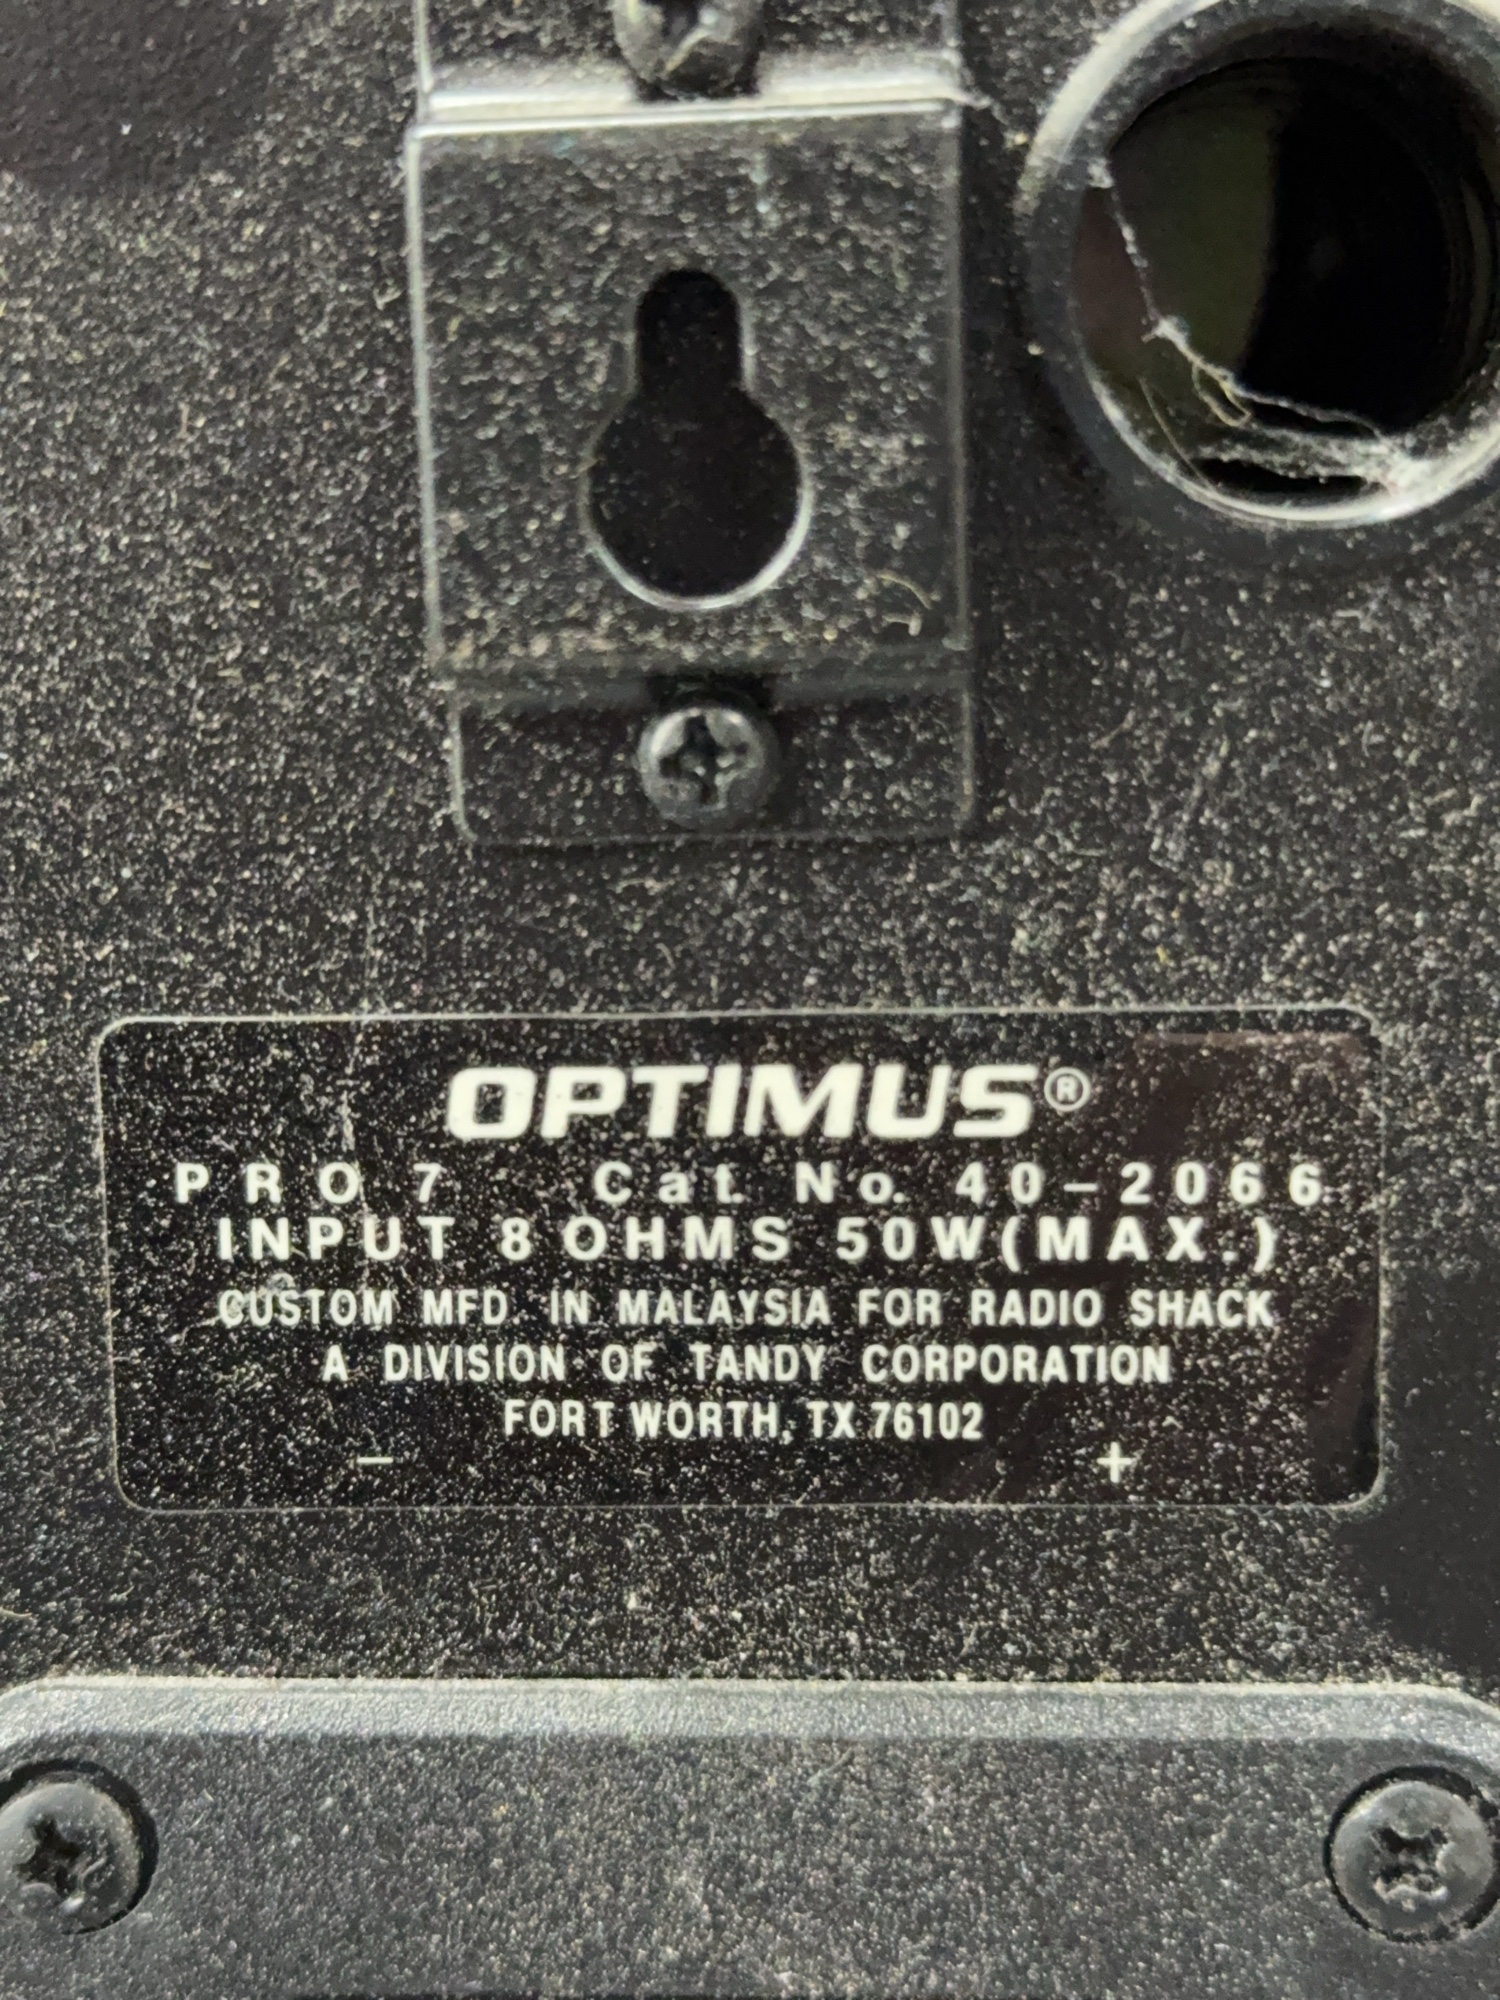 OPTIMUS®
PRO 7 Cat. No. 40-2066
INPUT 8 OHMS 50W(MAX.)
CUSTOM MFD. IN MALAYSIA FOR RADIO SHACK
A DIVISION OF TANDY CORPORATION
FORT WORTH, TX 76102
− +